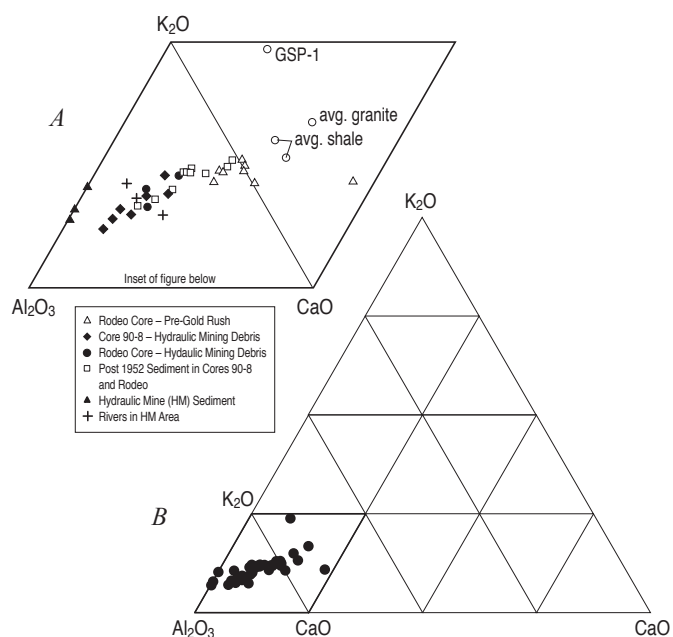 K2O
GSP-1
A
avg. granite
avg. shale
Inset of figure below
Al2O3
CaO
Rodeo Core – Pre-Gold Rush
Core 90-8 – Hydraulic Mining Debris
Rodeo Core – Hydaulic Mining Debris
Post 1952 Sediment in Cores 90-8
and Rodeo
Hydraulic Mine (HM) Sediment
Rivers in HM Area
K2O
K2O
B
Al2O3
CaO
CaO